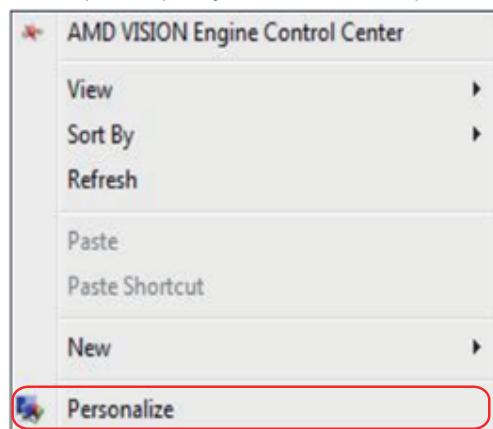 AMD VISION Engine Control Center
View
Sort By
Refresh
Paste
Paste Shortcut
New
Personalize